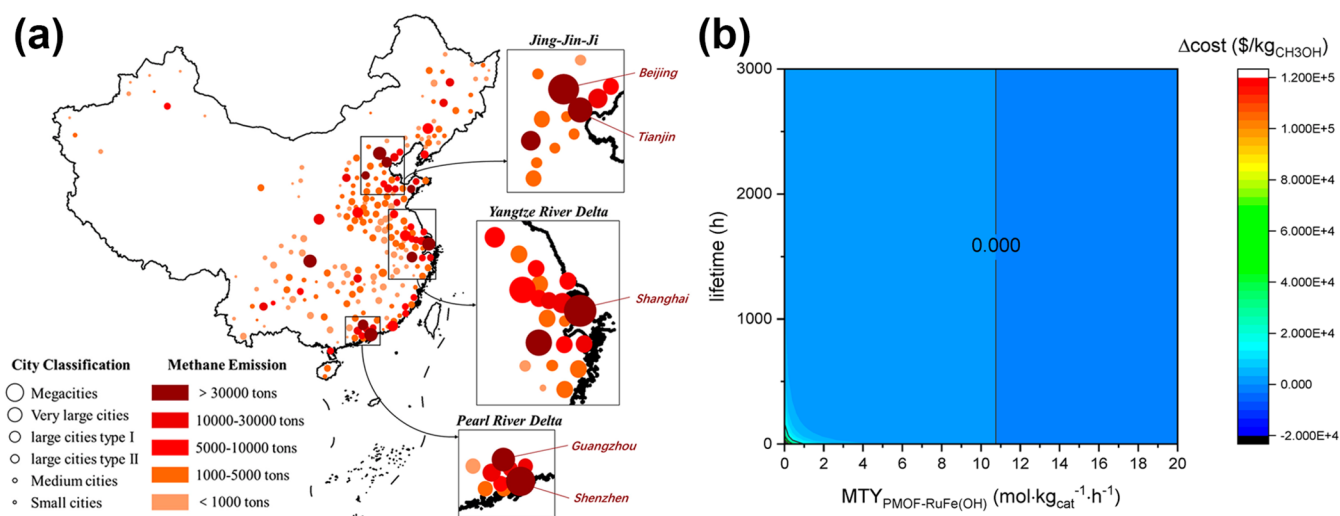 (a)
Jing-Jin-Ji
Beijing
Tianjin
Yangtze River Delta
Shanghai
Pearl River Delta
Guangzhou
Shenzhen
City Classification
Megacities
Very large cities
large cities type I
large cities type II
Medium cities
Small cities
Methane Emission
> 30000 tons
10000-30000 tons
5000-10000 tons
1000-5000 tons
< 1000 tons
(b)
Δcost ($/kg_CH3OH)
3000
2000
1000
0
lifetime (h)
0.000
0 2 4 6 8 10 12 14 16 18 20
MTY_PMOF-RuFe(OH) (mol·kg_cat⁻¹·h⁻¹)
1.200E+5
1.000E+5
8.000E+4
6.000E+4
4.000E+4
2.000E+4
0.000
-2.000E+4